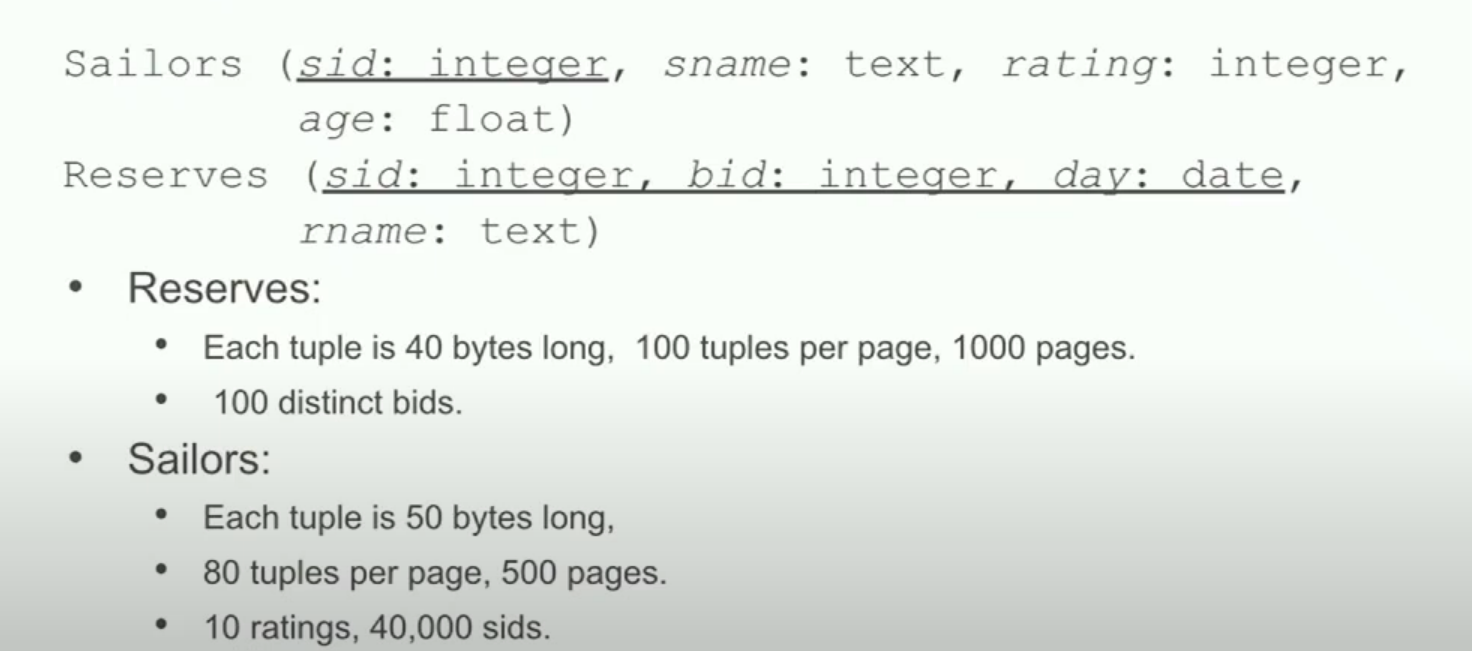 Sailors (sid: integer, sname: text, rating: integer,
age: float)
Reserves (sid: integer, bid: integer, day: date,
rname: text)
• Reserves:
• Each tuple is 40 bytes long, 100 tuples per page, 1000 pages.
• 100 distinct bids.
• Sailors:
• Each tuple is 50 bytes long,
• 80 tuples per page, 500 pages.
• 10 ratings, 40,000 sids.